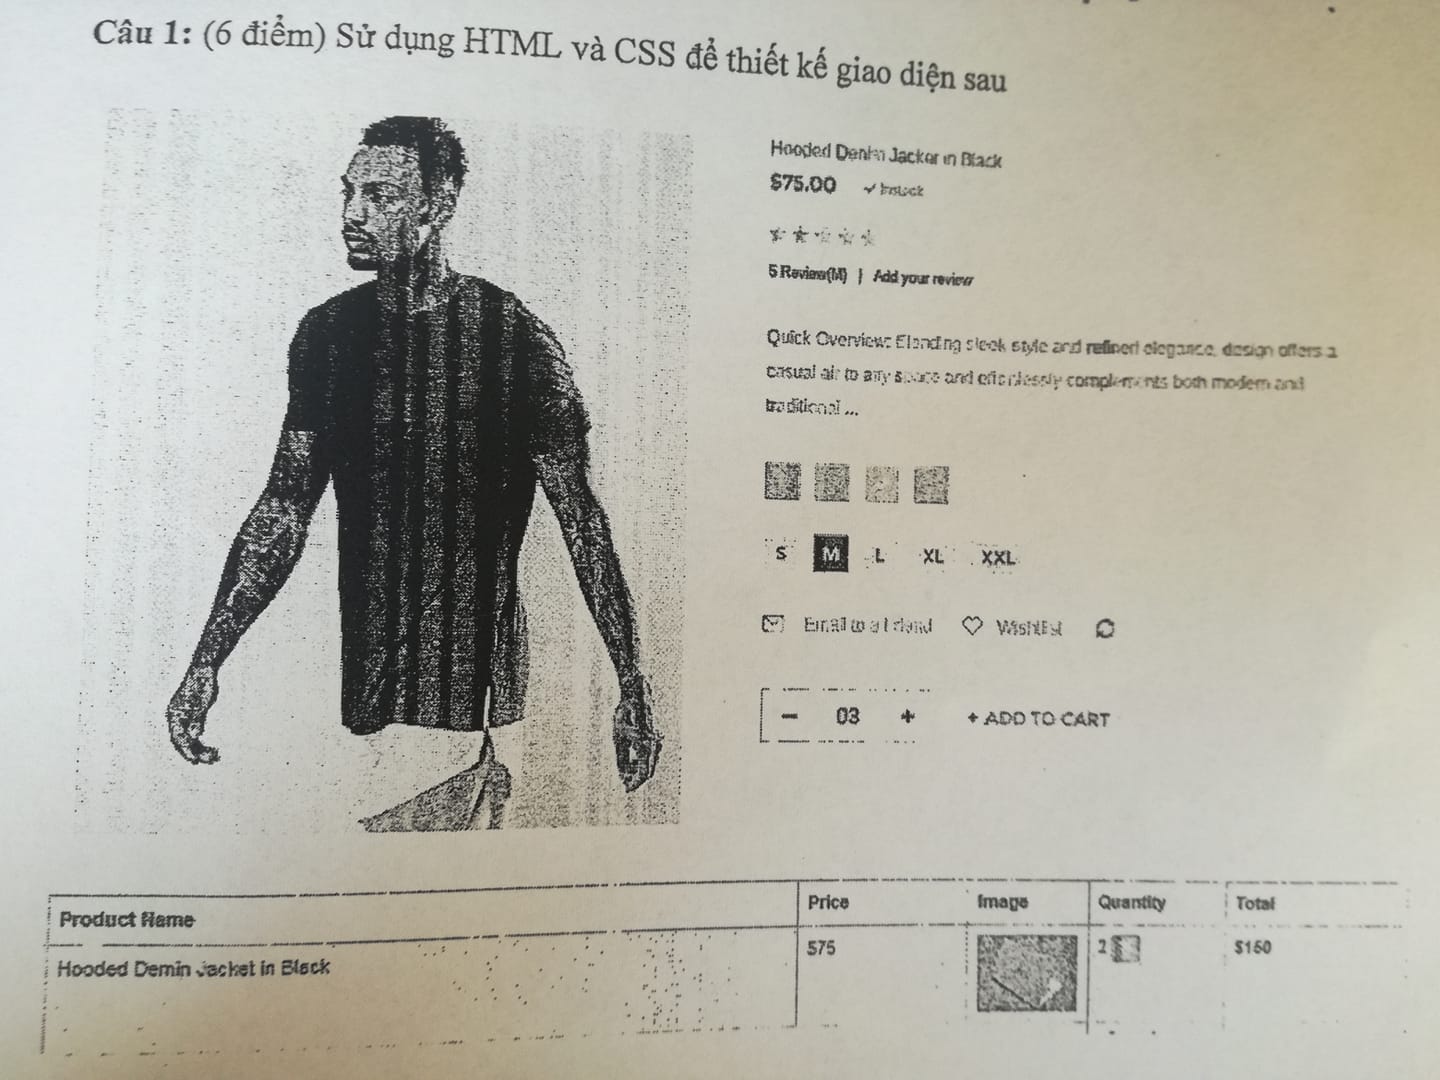 Câu 1: (6 điểm) Sử dụng HTML và CSS để thiết kế giao diện sau
Hooded Denim Jacker in Black
$75.00 Instock
5 Review(M) | Add your review
Quick Overview: Blending sleek style and refined elegance, design offers a
casual air to any space and effortlessly complements both modern and
traditional ...
S M L XL XXL
Email to a friend Wishlist
− 03 + + ADD TO CART
Product Name Price Image Quantity Total
Hooded Demin Jacket in Black $75 2 $150